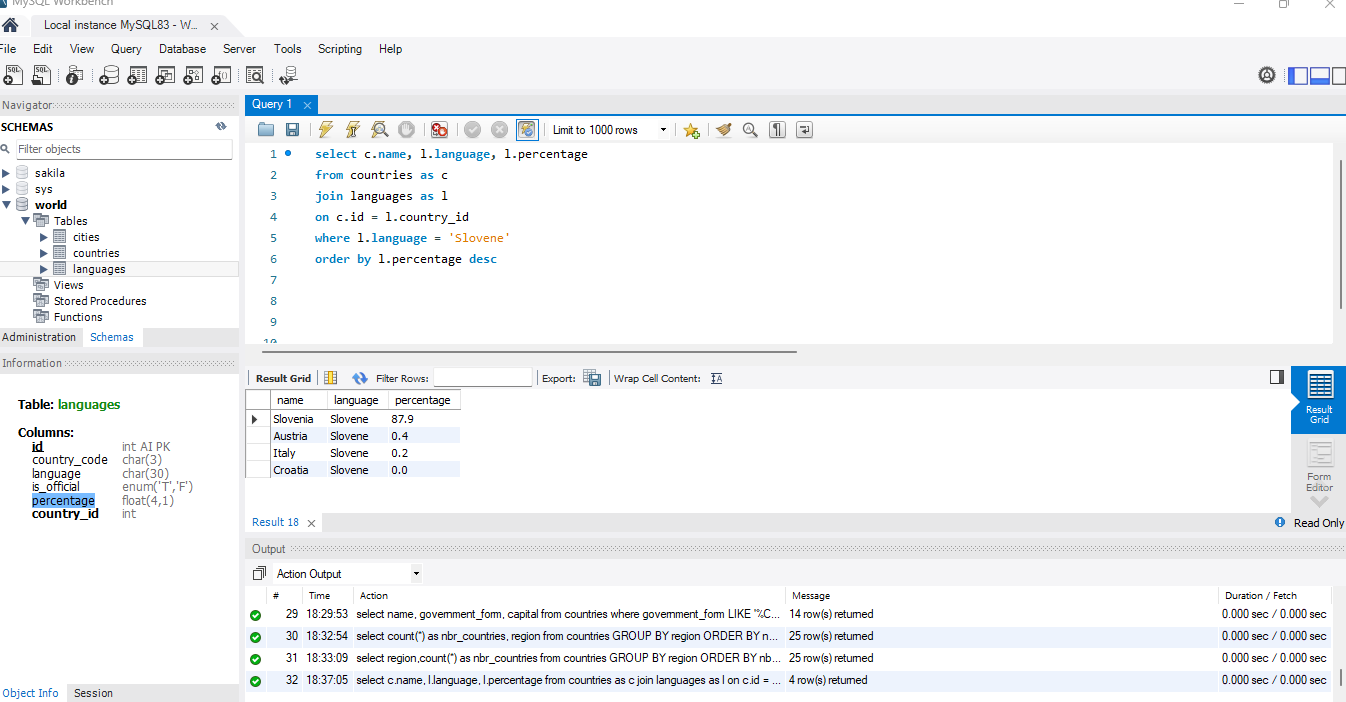 MySQL Workbench
Local instance MySQL83 - W...
File Edit View Query Database Server Tools Scripting Help
Navigator
Query 1
SCHEMAS
Limit to 1000 rows
Filter objects
sakila
sys
world
Tables
cities
countries
languages
Views
Stored Procedures
Functions
Administration Schemas
1 select c.name, l.language, l.percentage
2 from countries as c
3 join languages as l
4 on c.id = l.country_id
5 where l.language = 'Slovene'
6 order by l.percentage desc
7
8
9
10
Information
Table: languages
Columns:
id int AI PK
country_code char(3)
language char(30)
is_official enum('T','F')
percentage float(4,1)
country_id int
Result Grid Filter Rows: Export: Wrap Cell Content:
name language percentage
Slovenia Slovene 87.9
Austria Slovene 0.4
Italy Slovene 0.2
Croatia Slovene 0.0
Result Grid
Form Editor
Result 18
Read Only
Output
Action Output
# Time Action Message Duration / Fetch
29 18:29:53 select name, government_form, capital from countries where government_form LIKE "%C... 14 row(s) returned 0.000 sec / 0.000 sec
30 18:32:54 select count(*) as nbr_countries, region from countries GROUP BY region ORDER BY n... 25 row(s) returned 0.000 sec / 0.000 sec
31 18:33:09 select region,count(*) as nbr_countries from countries GROUP BY region ORDER BY nb... 25 row(s) returned 0.000 sec / 0.000 sec
32 18:37:05 select c.name, l.language, l.percentage from countries as c join languages as l on c.id = ... 4 row(s) returned 0.000 sec / 0.000 sec
Object Info Session